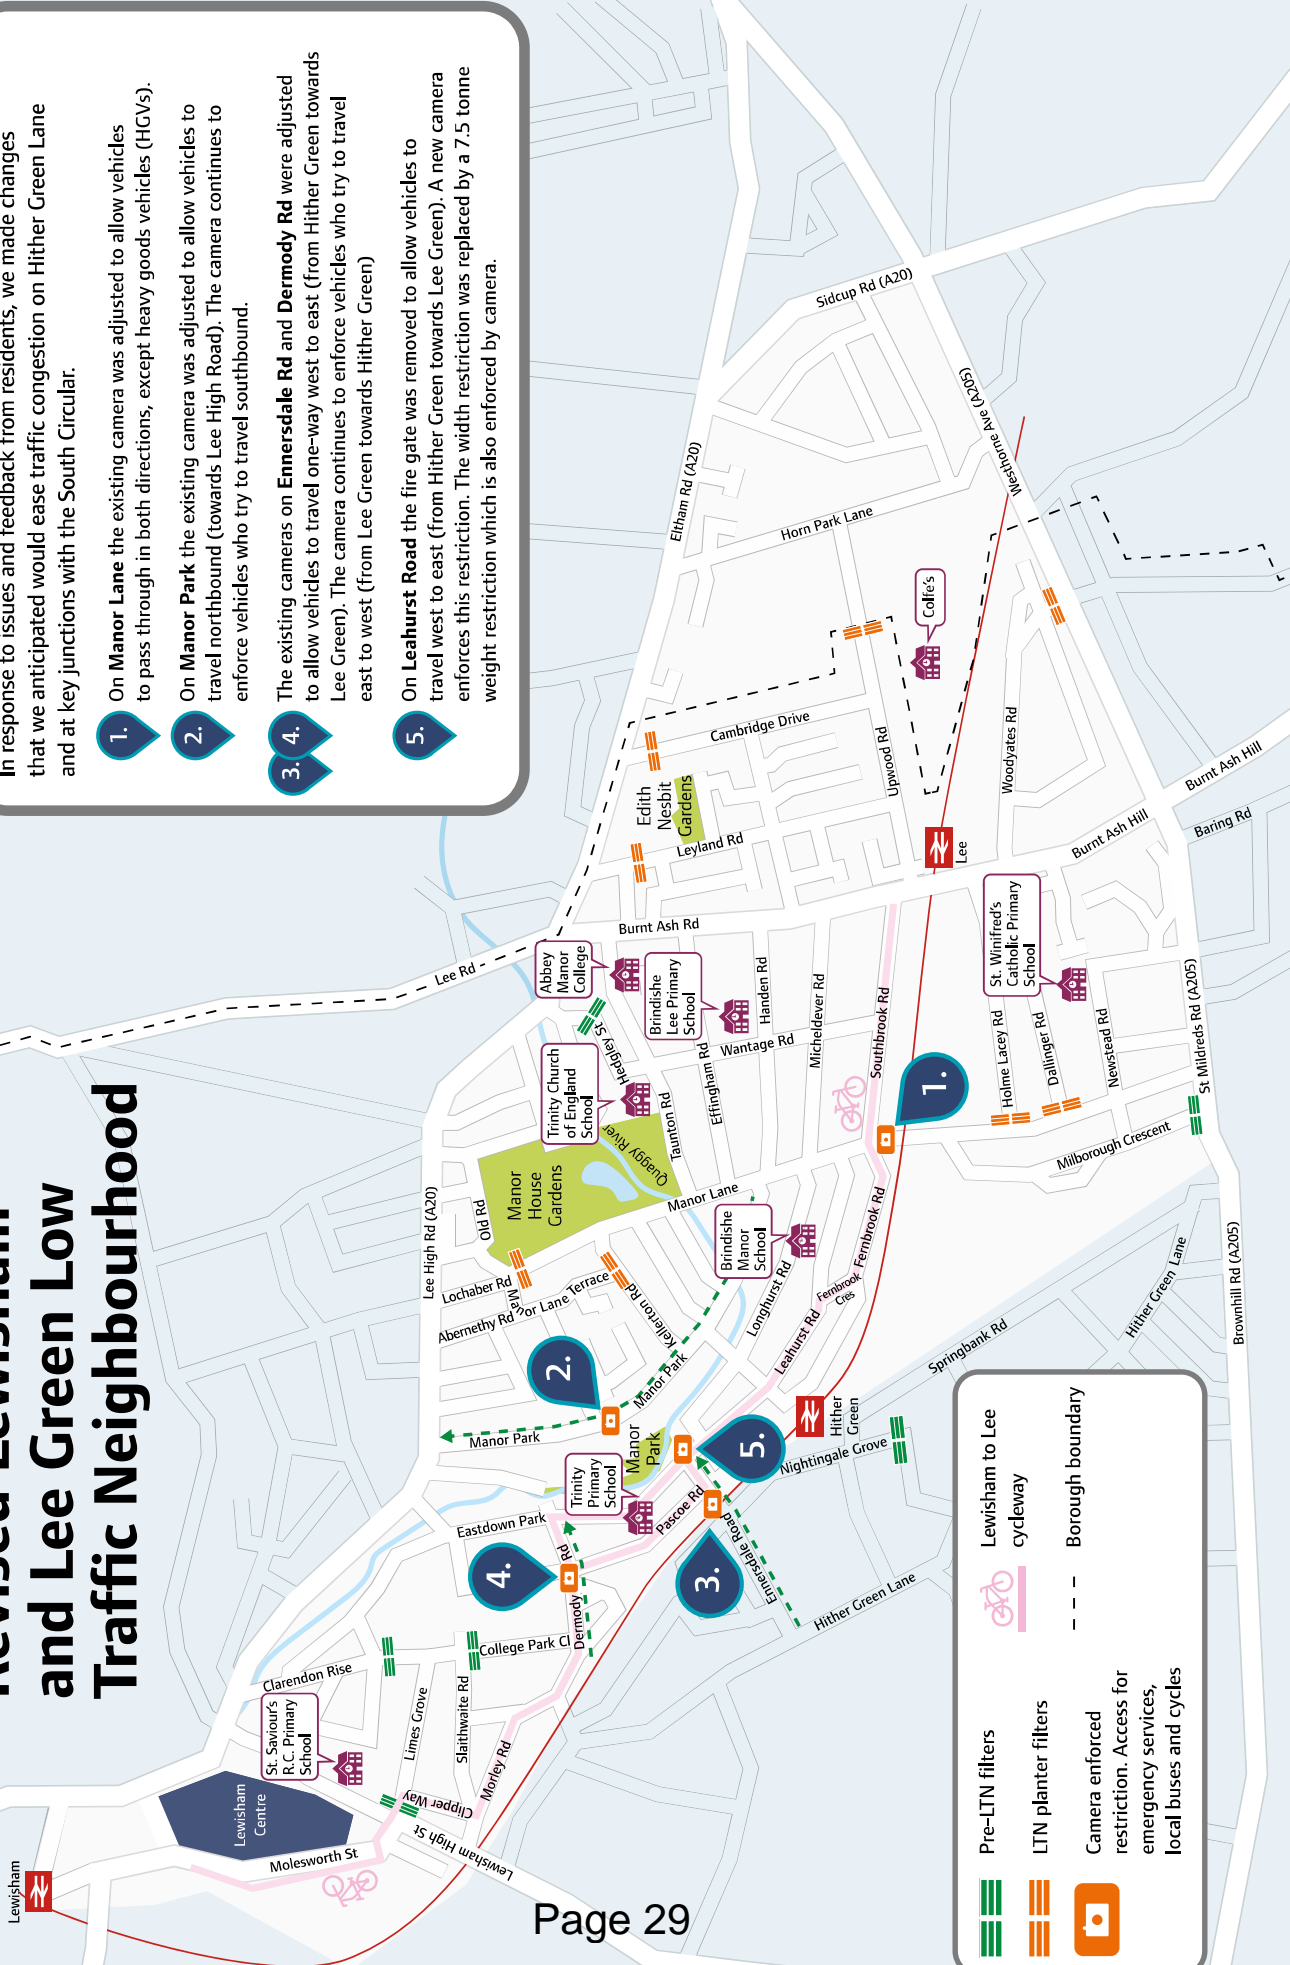 Revised Lewisham
and Lee Green Low
Traffic Neighbourhood
In response to issues and feedback from residents, we made changes
that we anticipated would ease traffic congestion on Hither Green Lane
and at key junctions with the South Circular.
1.
On Manor Lane the existing camera was adjusted to allow vehicles
to pass through in both directions, except heavy goods vehicles (HGVs).
2.
On Manor Park the existing camera was adjusted to allow vehicles to
travel northbound (towards Lee High Road). The camera continues to
enforce vehicles who try to travel southbound.
3.
4.
The existing cameras on Ennersdale Rd and Dermody Rd were adjusted
to allow vehicles to travel one-way west to east (from Hither Green towards
Lee Green). The camera continues to enforce vehicles who try to travel
east to west (from Lee Green towards Hither Green)
5.
On Leahurst Road the fire gate was removed to allow vehicles to
travel west to east (from Hither Green towards Lee Green). A new camera
enforces this restriction. The width restriction was replaced by a 7.5 tonne
weight restriction which is also enforced by camera.
Lewisham
Lewisham
Centre
Molesworth St
Lewisham High St
St. Saviour's
R.C. Primary
School
Clarendon Rise
Limes Grove
Clipper Way
Slaithwaite Rd
Morley Rd
College Park Cl
Dermody Rd
4.
Eastdown Park
Trinity
Primary
School
Manor
Park
Pascoe Rd
3.
Ennersdale Road
Hither Green Lane
5.
Nightingale Grove
Hither
Green
Manor Park
2.
Manor Park
Lee High Rd (A20)
Lochaber Rd
Abernethy Rd
Manor Lane Terrace
Kellerton Rd
Old Rd
Manor
House
Gardens
Quaggy River
Manor Lane
Taunton Rd
Trinity Church
of England
School
Hedgley St
Abbey
Manor
College
Brindishe
Lee Primary
School
Effingham Rd
Wantage Rd
Handen Rd
Micheldever Rd
Southbrook Rd
1.
Brindishe
Manor
School
Longhurst Rd
Leahurst Rd
Fernbrook
Cres
Fernbrook Rd
Springbank Rd
Hither Green Lane
Brownhill Rd (A205)
Milborough Crescent
St Mildreds Rd (A205)
Holme Lacey Rd
Dallinger Rd
Newstead Rd
St. Winifred's
Catholic Primary
School
Lee Rd
Burnt Ash Rd
Leyland Rd
Edith
Nesbit
Gardens
Cambridge Drive
Upwood Rd
Lee
Woodyates Rd
Burnt Ash Hill
Burnt Ash Hill
Baring Rd
Colfe's
Horn Park Lane
Eltham Rd (A20)
Westhorne Ave (A205)
Sidcup Rd (A20)
Pre-LTN filters
LTN planter filters
Camera enforced
restriction. Access for
emergency services,
local buses and cycles
Lewisham to Lee
cycleway
Borough boundary
Page 29